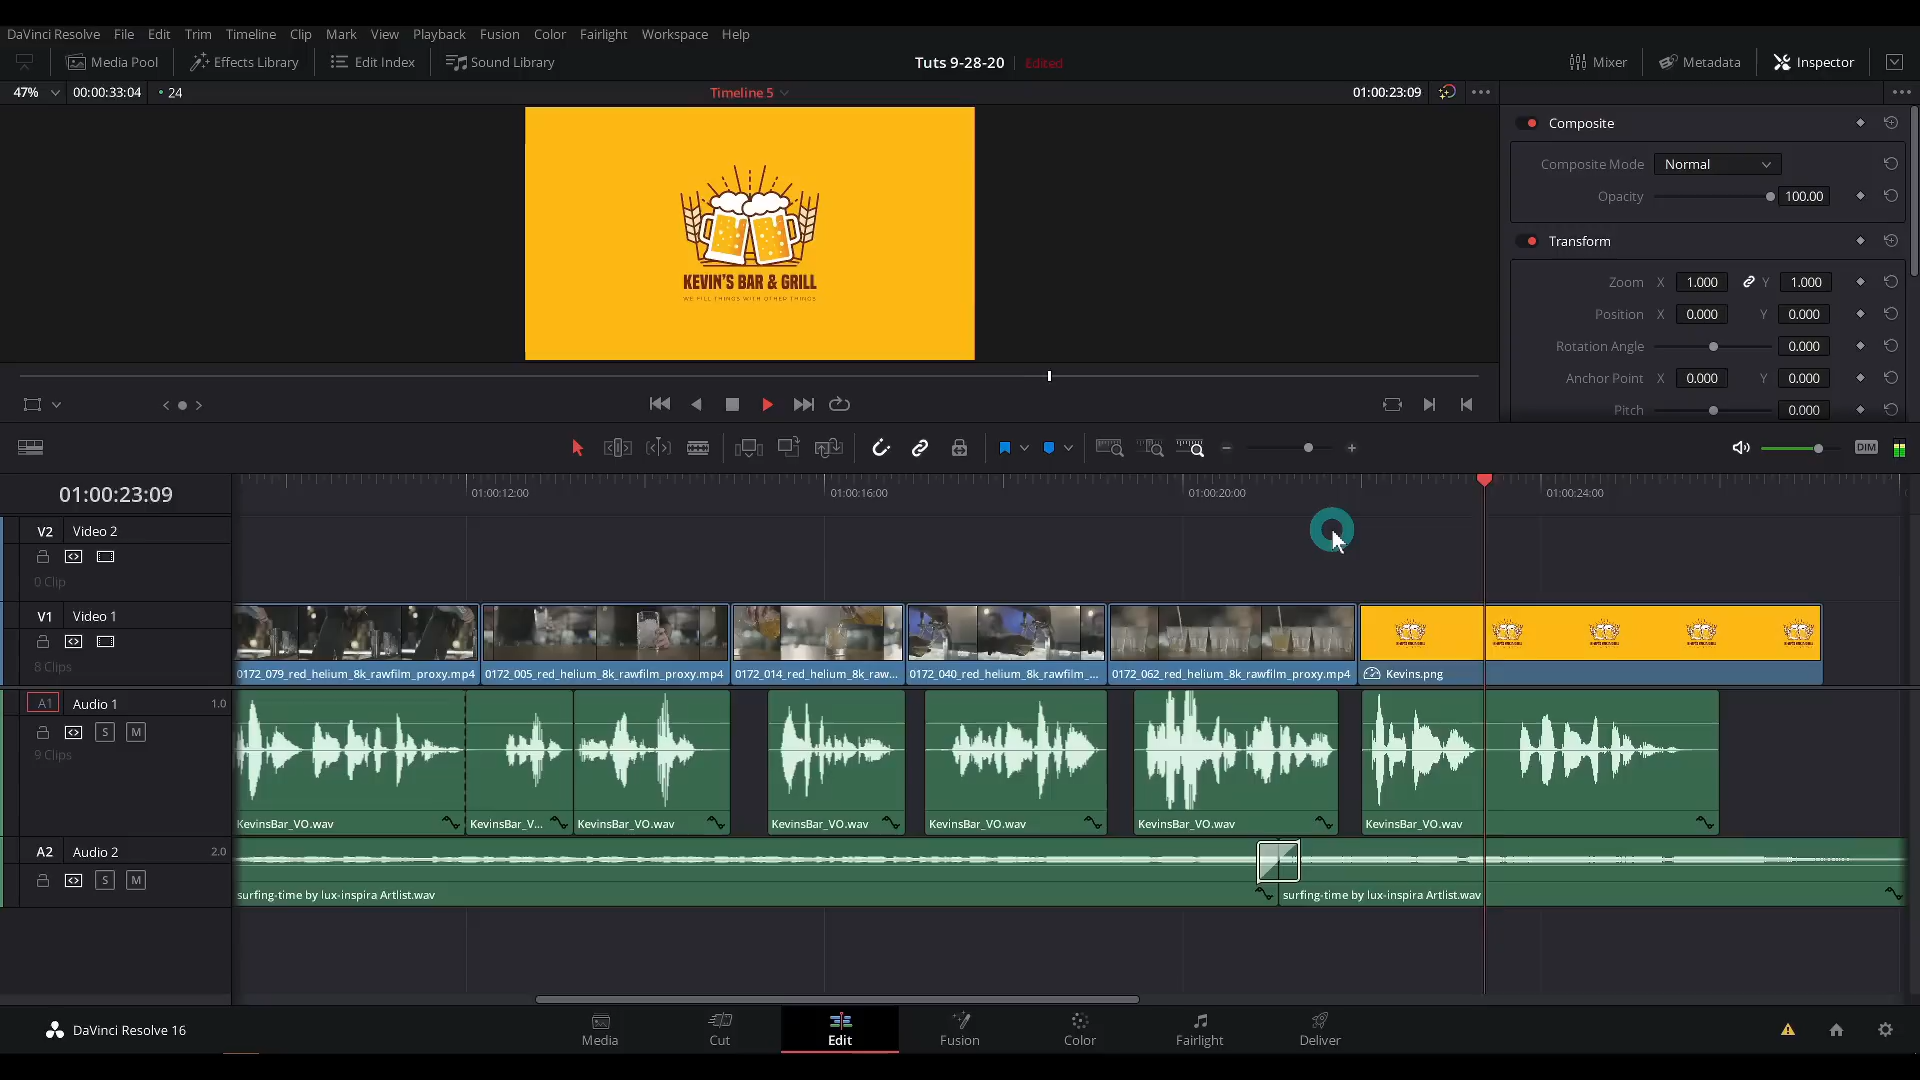 DaVinci Resolve File Edit Trim Timeline Clip Mark View Playback Fusion Color Fairlight Workspace Help
Media Pool Effects Library Edit Index Sound Library Tuts 9-28-20 Edited Mixer Metadata Inspector
47% 00:00:33:04 24 Timeline 5 01:00:23:09
Composite
Composite Mode Normal
Opacity 100.00
Transform
Zoom X 1.000 Y 1.000
Position X 0.000 Y 0.000
Rotation Angle 0.000
Anchor Point X 0.000 Y 0.000
Pitch 0.000
KEVIN'S BAR & GRILL
WE FILL THINGS WITH OTHER THINGS
DIM
01:00:23:09 01:00:12:00 01:00:16:00 01:00:20:00 01:00:24:00
V2 Video 2
0 Clip
V1 Video 1
8 Clips
0172_079_red_helium_8k_rawfilm_proxy.mp4 0172_005_red_helium_8k_rawfilm_proxy.mp4 0172_014_red_helium_8k_raw... 0172_040_red_helium_8k_rawfilm_... 0172_062_red_helium_8k_rawfilm_proxy.mp4 Kevins.png
A1 Audio 1 1.0
S M
9 Clips
KevinsBar_VO.wav KevinsBar_V... KevinsBar_VO.wav KevinsBar_VO.wav KevinsBar_VO.wav KevinsBar_VO.wav KevinsBar_VO.wav
A2 Audio 2 2.0
S M
surfing-time by lux-inspira Artlist.wav surfing-time by lux-inspira Artlist.wav
DaVinci Resolve 16 Media Cut Edit Fusion Color Fairlight Deliver